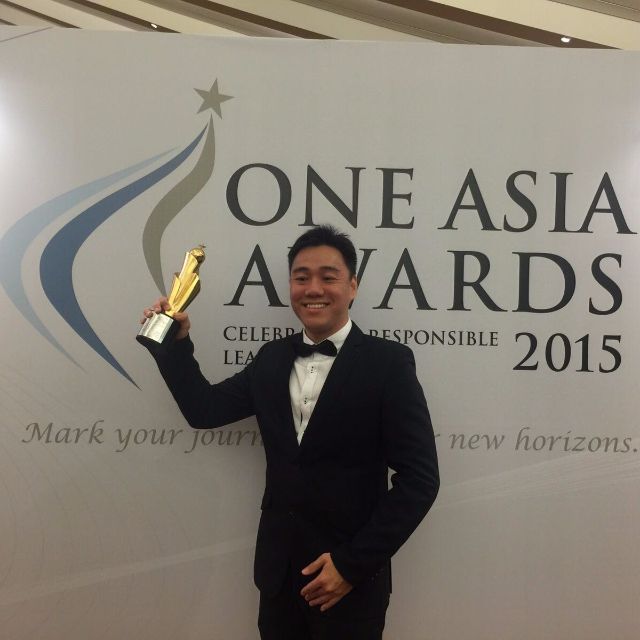 ONE ASIA
AWARDS
CELEBR RESPONSIBLE
LEA 2015
Mark your journ r new horizons.